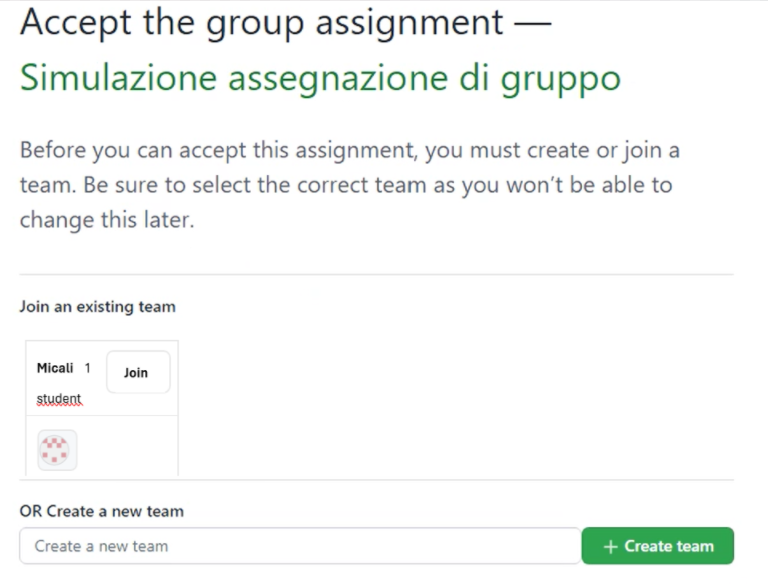 Accept the group assignment —
Simulazione assegnazione di gruppo
Before you can accept this assignment, you must create or join a
team. Be sure to select the correct team as you won’t be able to
change this later.
Join an existing team
Micali 1
Join
student
OR Create a new team
Create a new team
+ Create team